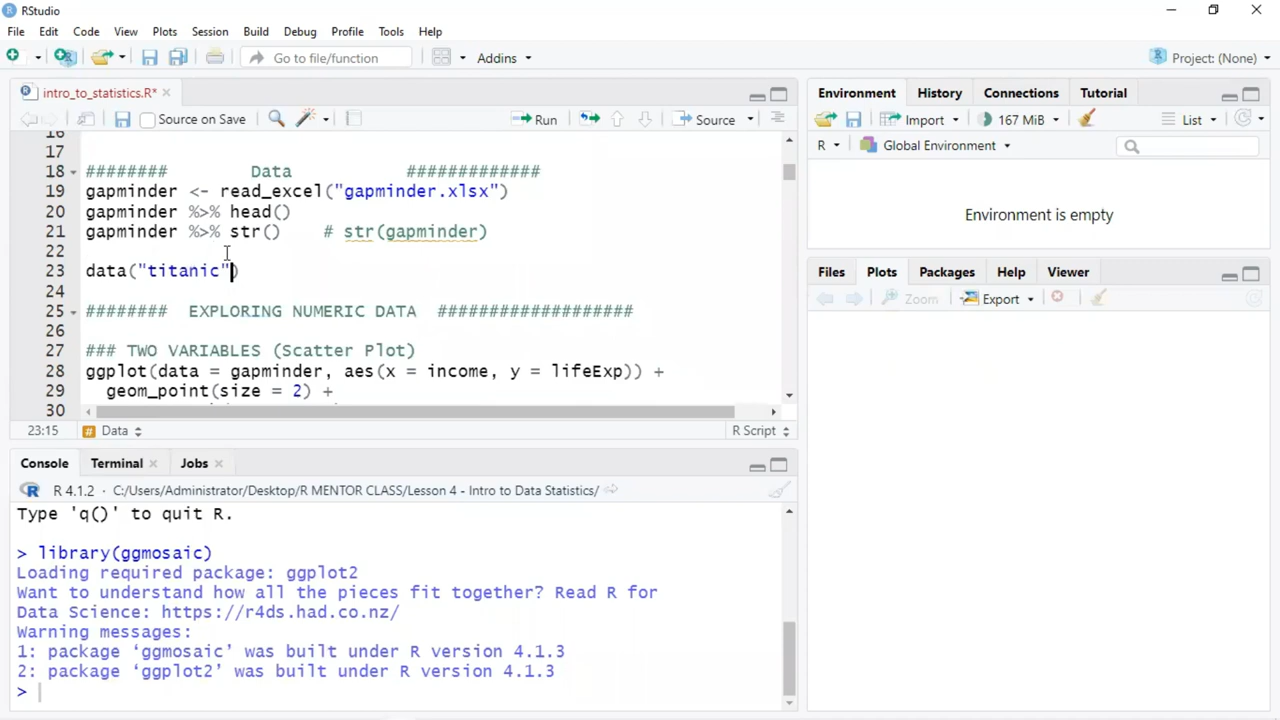 RStudio
File Edit Code View Plots Session Build Debug Profile Tools Help
Go to file/function Addins Project: (None)
intro_to_statistics.R*
Source on Save Run Source
16
17
18 ######## Data #############
19 gapminder <- read_excel("gapminder.xlsx")
20 gapminder %>% head()
21 gapminder %>% str() # str(gapminder)
22
23 data("titanic")
24
25 ######## EXPLORING NUMERIC DATA ###################
26
27 ### TWO VARIABLES (Scatter Plot)
28 ggplot(data = gapminder, aes(x = income, y = lifeExp)) +
29 geom_point(size = 2) +
30
23:15 # Data R Script
Console Terminal Jobs
R 4.1.2 · C:/Users/Administrator/Desktop/R MENTOR CLASS/Lesson 4 - Intro to Data Statistics/
Type 'q()' to quit R.
> library(ggmosaic)
Loading required package: ggplot2
Want to understand how all the pieces fit together? Read R for
Data Science: https://r4ds.had.co.nz/
Warning messages:
1: package ‘ggmosaic’ was built under R version 4.1.3
2: package ‘ggplot2’ was built under R version 4.1.3
>
Environment History Connections Tutorial
Import 167 MiB List
R Global Environment
Environment is empty
Files Plots Packages Help Viewer
Zoom Export